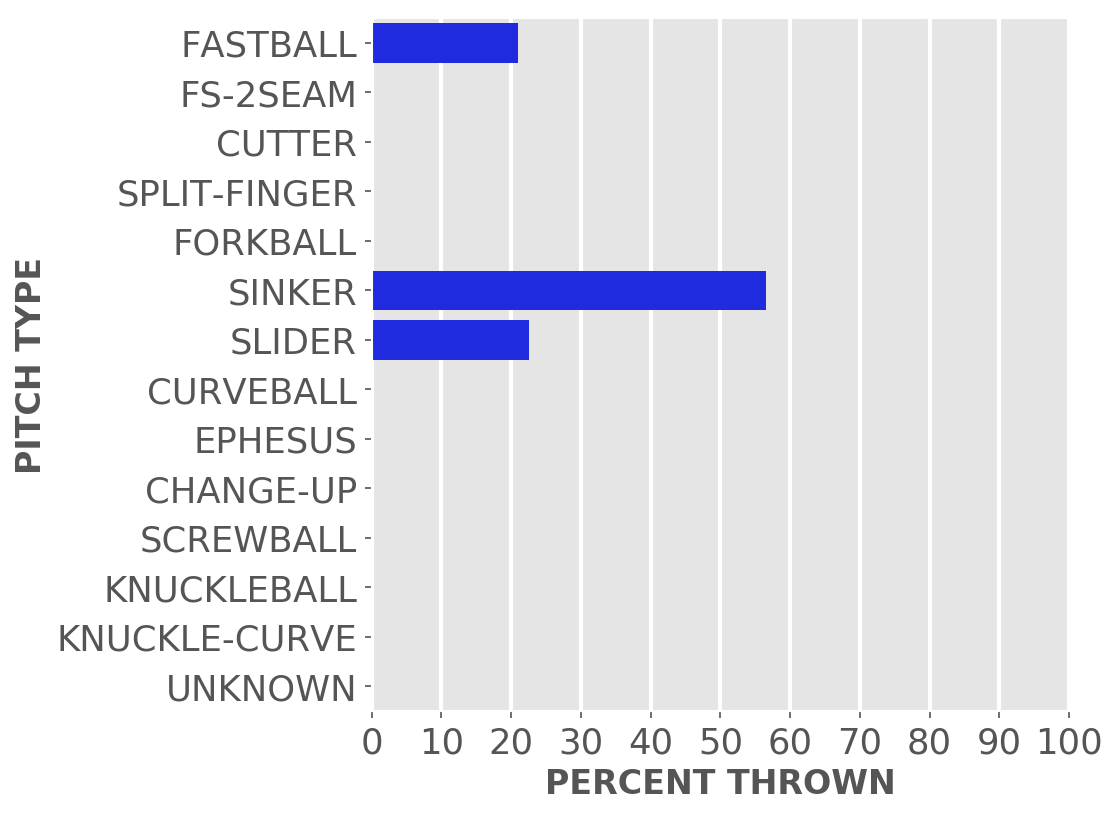 FASTBALL
FS-2SEAM
CUTTER
SPLIT-FINGER
FORKBALL
SINKER
SLIDER
CURVEBALL
EPHESUS
CHANGE-UP
SCREWBALL
KNUCKLEBALL
KNUCKLE-CURVE
UNKNOWN
PITCH TYPE
0 10 20 30 40 50 60 70 80 90 100
PERCENT THROWN